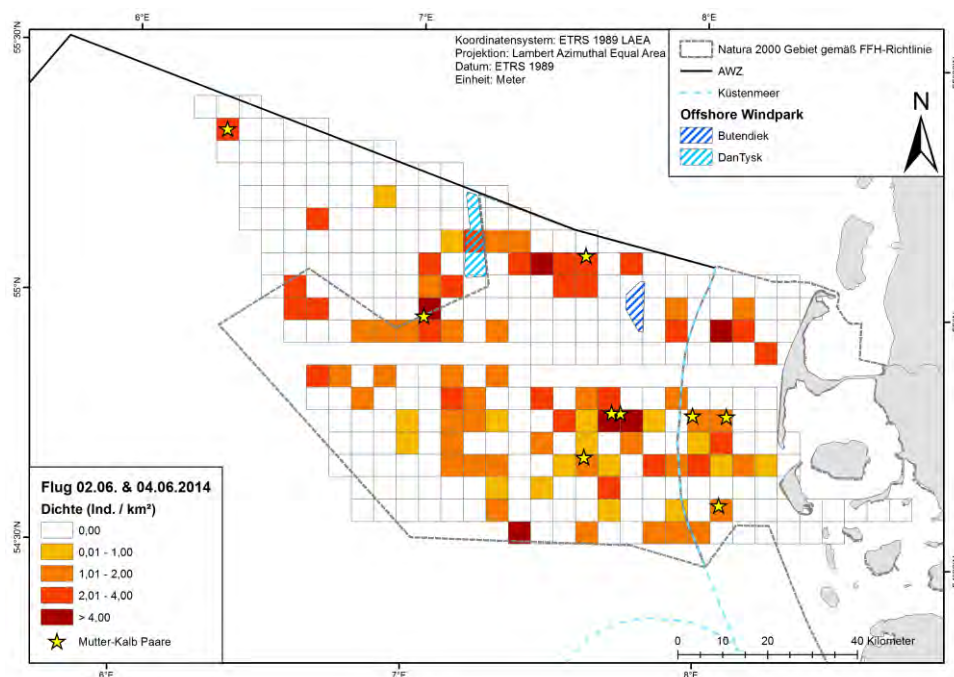 6°E
7°E
8°E
55°30'N
Koordinatensystem: ETRS 1989 LAEA
Projektion: Lambert Azimuthal Equal Area
Datum: ETRS 1989
Einheit: Meter
Natura 2000 Gebiet gemäß FFH-Richtlinie
AWZ
Küstenmeer
Offshore Windpark
Butendiek
DanTysk
N
55°N
54°30'N
Flug 02.06. & 04.06.2014
Dichte (Ind. / km²)
0,00
0,01 - 1,00
1,01 - 2,00
2,01 - 4,00
> 4,00
Mutter-Kalb Paare
0
10
20
40 Kilometer
6°E
7°E
8°E